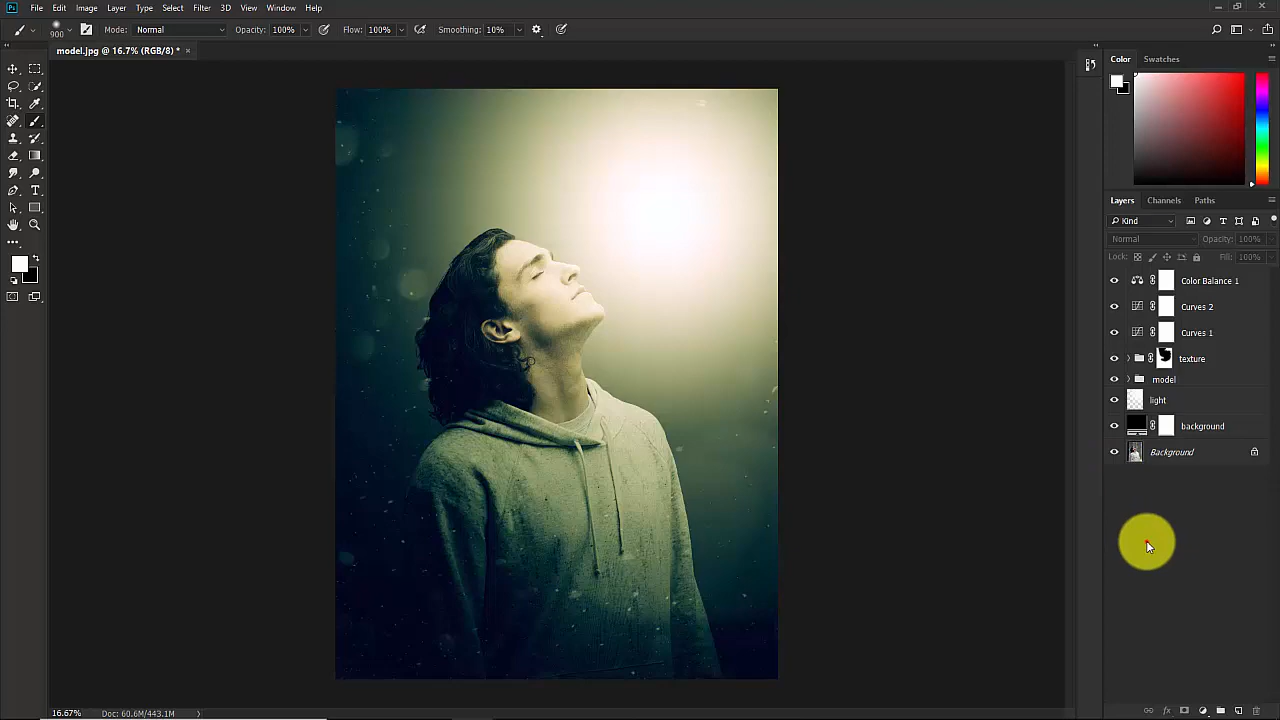 Ps File Edit Image Layer Type Select Filter 3D View Window Help
900 Mode: Normal Opacity: 100% Flow: 100% Smoothing: 10%
model.jpg @ 16.7% (RGB/8) * ×
Color Swatches
Layers Channels Paths
Kind
Normal Opacity: 100%
Lock: Fill: 100%
Color Balance 1
Curves 2
Curves 1
texture
model
light
background
Background
16.67% Doc: 60.6M/443.1M